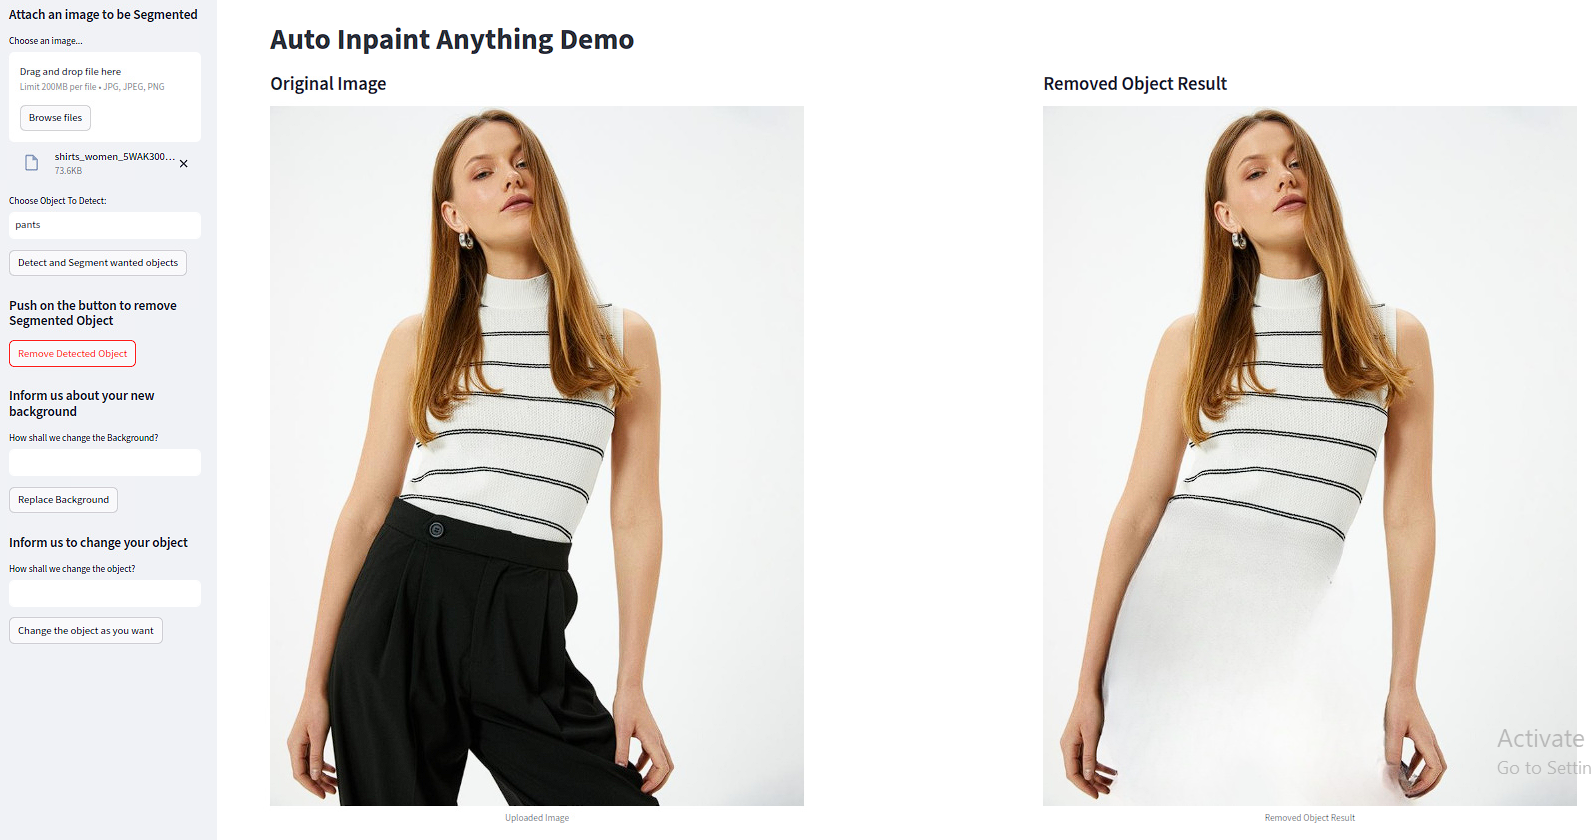 Attach an image to be Segmented
Choose an image...
Drag and drop file here
Limit 200MB per file • JPG, JPEG, PNG
Browse files
shirts_women_5WAK300...
73.6KB
Choose Object To Detect:
pants
Detect and Segment wanted objects
Push on the button to remove
Segmented Object
Remove Detected Object
Inform us about your new
background
How shall we change the Background?
Replace Background
Inform us to change your object
How shall we change the object?
Change the object as you want
Auto Inpaint Anything Demo
Original Image
Uploaded Image
Removed Object Result
Removed Object Result
Activate
Go to Settin